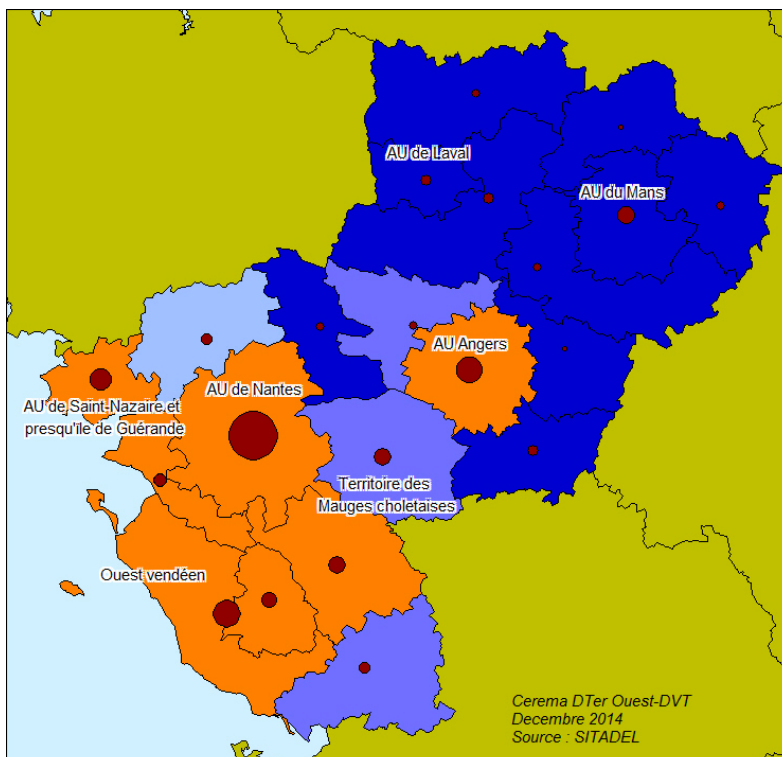 AU de Laval
AU du Mans
AU Angers
AU de Nantes
AU de Saint-Nazaire et
presqu'île de Guérande
Territoire des
Mauges choletaises
Ouest vendéen
Cerema DTer Ouest-DVT
Decembre 2014
Source : SITADEL